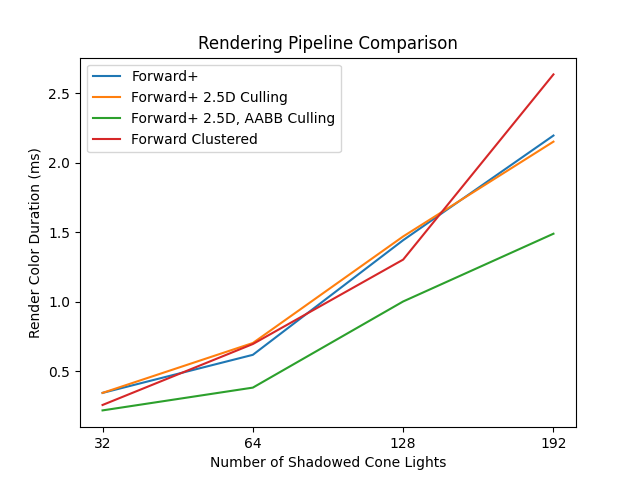 Rendering Pipeline Comparison
Forward+
Forward+ 2.5D Culling
Forward+ 2.5D, AABB Culling
Forward Clustered
Render Color Duration (ms)
2.5
2.0
1.5
1.0
0.5
32 64 128 192
Number of Shadowed Cone Lights